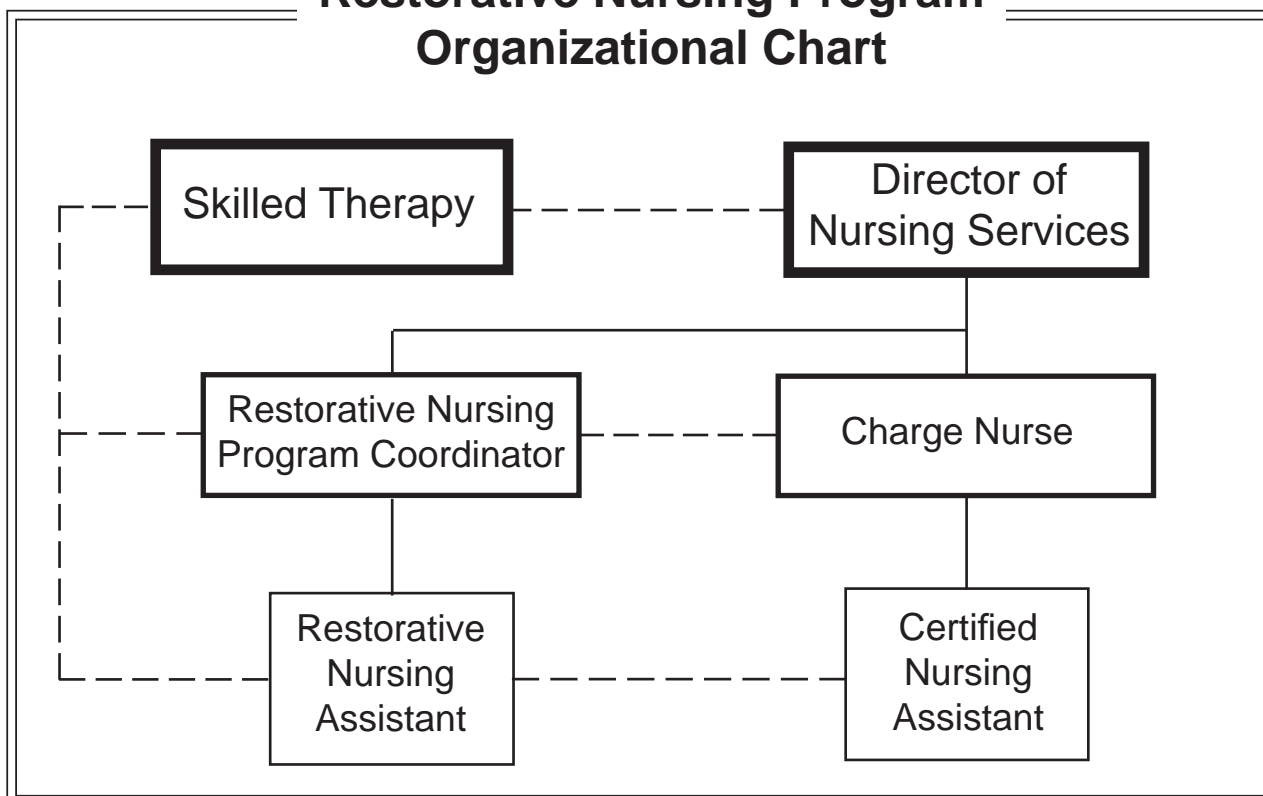 Restorative Nursing Program
Organizational Chart
Skilled Therapy
Director of
Nursing Services
Restorative Nursing
Program Coordinator
Charge Nurse
Restorative
Nursing
Assistant
Certified
Nursing
Assistant